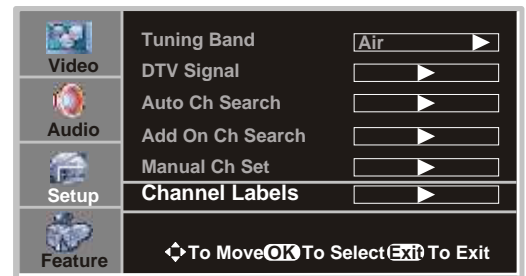 Video
Audio
Setup
Feature
Tuning Band Air
DTV Signal
Auto Ch Search
Add On Ch Search
Manual Ch Set
Channel Labels
To Move OK To Select Exit To Exit